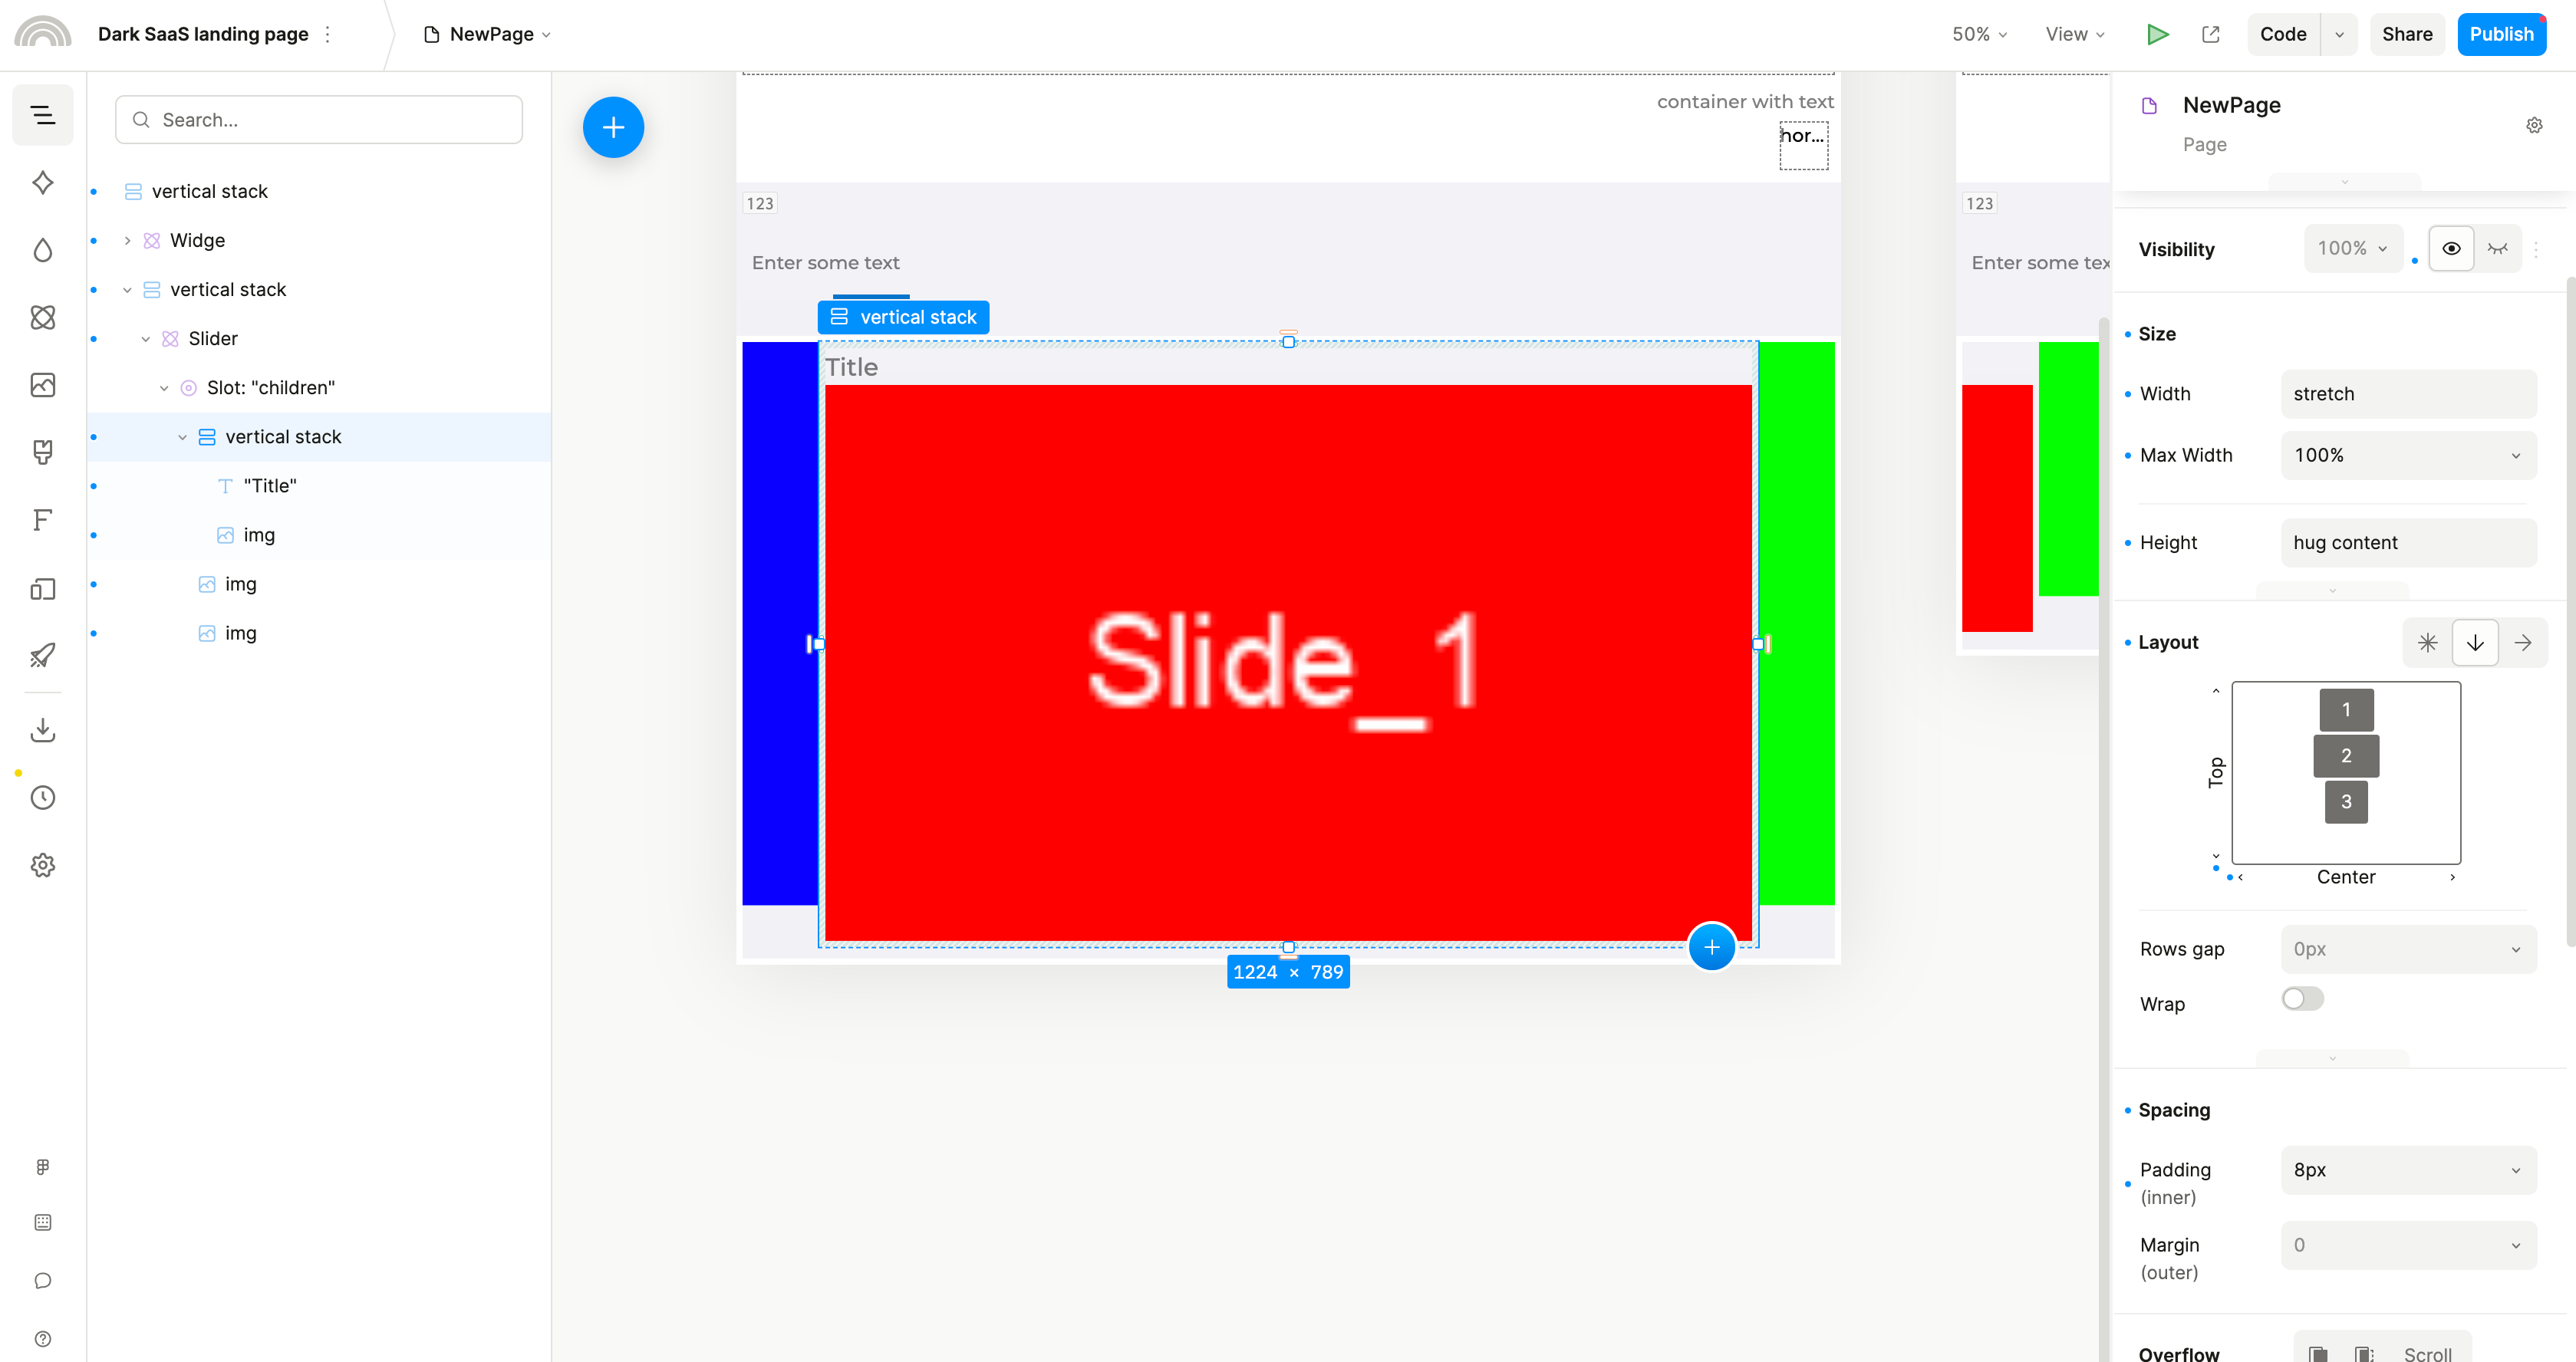 Dark SaaS landing page
NewPage
50%
View
Code
Share
Publish
Search...
vertical stack
Widge
vertical stack
Slider
Slot: "children"
vertical stack
"Title"
img
img
img
container with text
hor...
123
Enter some text
vertical stack
Title
Slide_1
1224 × 789
123
Enter some tex
NewPage
Page
Visibility
100%
Size
Width
stretch
Max Width
100%
Height
hug content
Layout
1
2
3
Top
Center
Rows gap
0px
Wrap
Spacing
Padding
(inner)
8px
Margin
(outer)
0
Overflow
Scroll